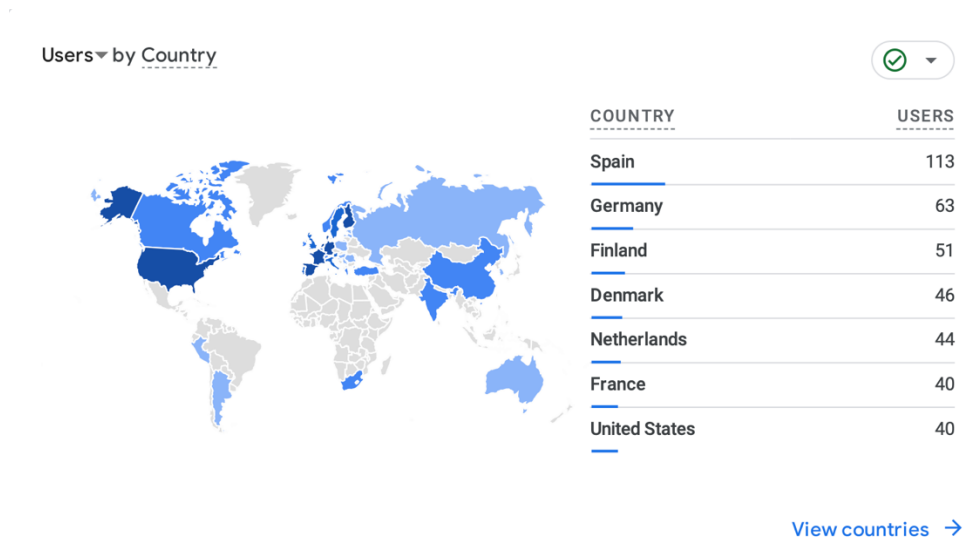 Users by Country
COUNTRY USERS
Spain 113
Germany 63
Finland 51
Denmark 46
Netherlands 44
France 40
United States 40
View countries